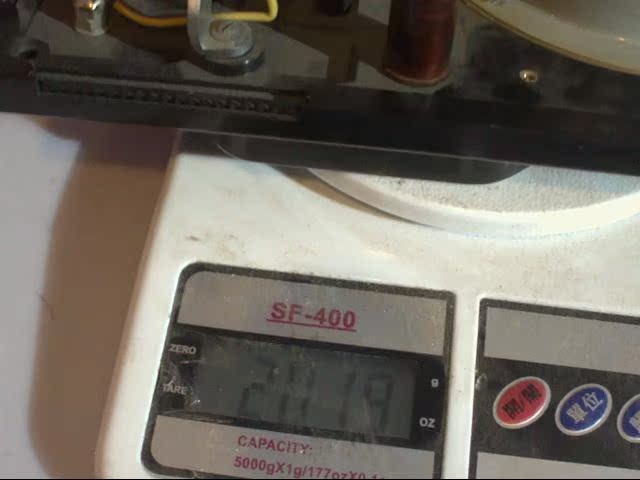 SF-400
ZERO
TARE
g
OZ
開/關
單位
CAPACITY:
5000gX1g/177ozX0.1